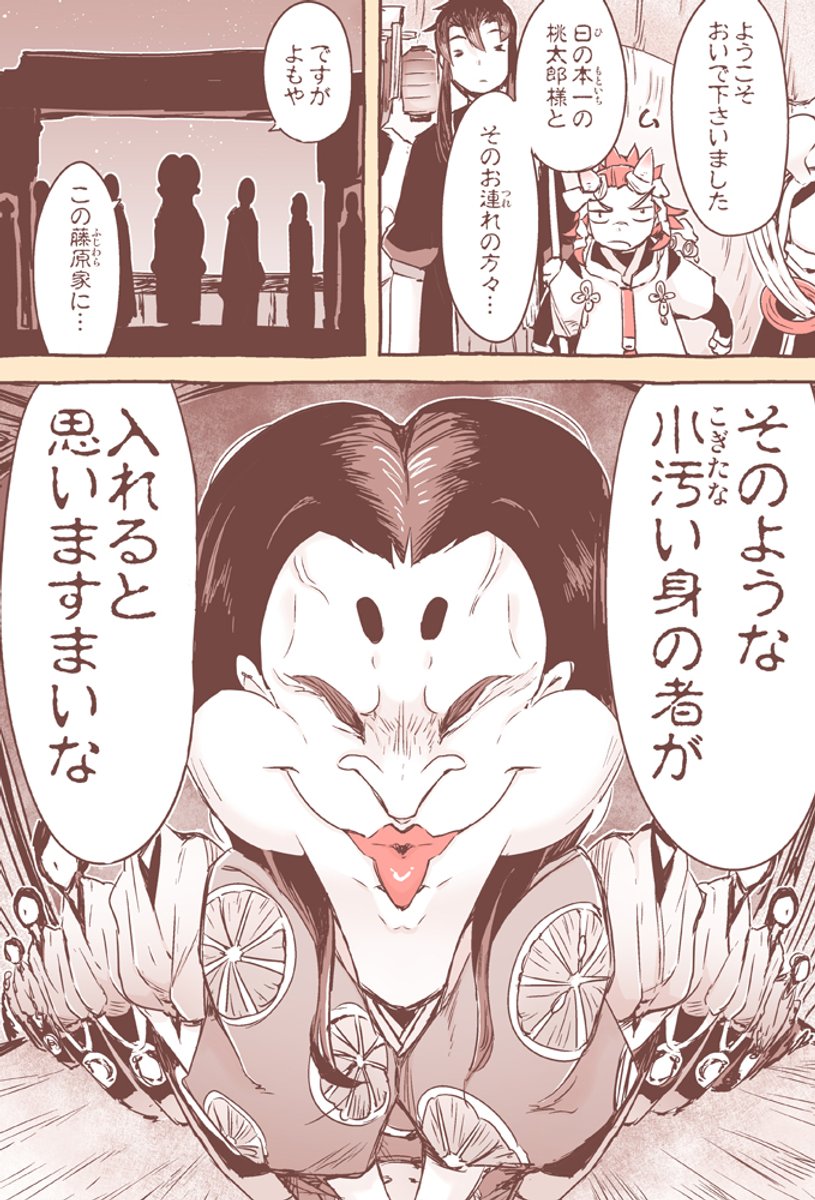 ようこそ
おいで下さいました
日の本一の
桃太郎様と
そのお連れの方々…
ム
ですが
よもや
この藤原家に…
そのような
小汚い身の者が
入れると
思いますまいな